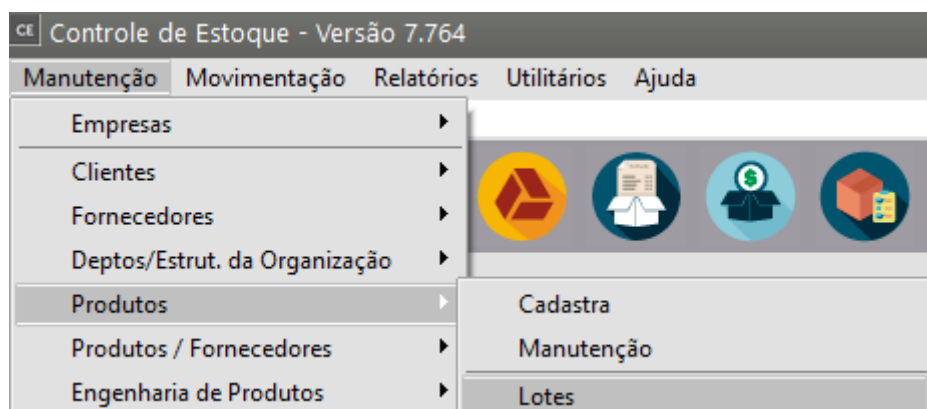 CE Controle de Estoque - Versão 7.764
Manutenção Movimentação Relatórios Utilitários Ajuda
Empresas
Clientes
Fornecedores
Deptos/Estrut. da Organização
Produtos
Cadastra
Produtos / Fornecedores
Manutenção
Engenharia de Produtos
Lotes